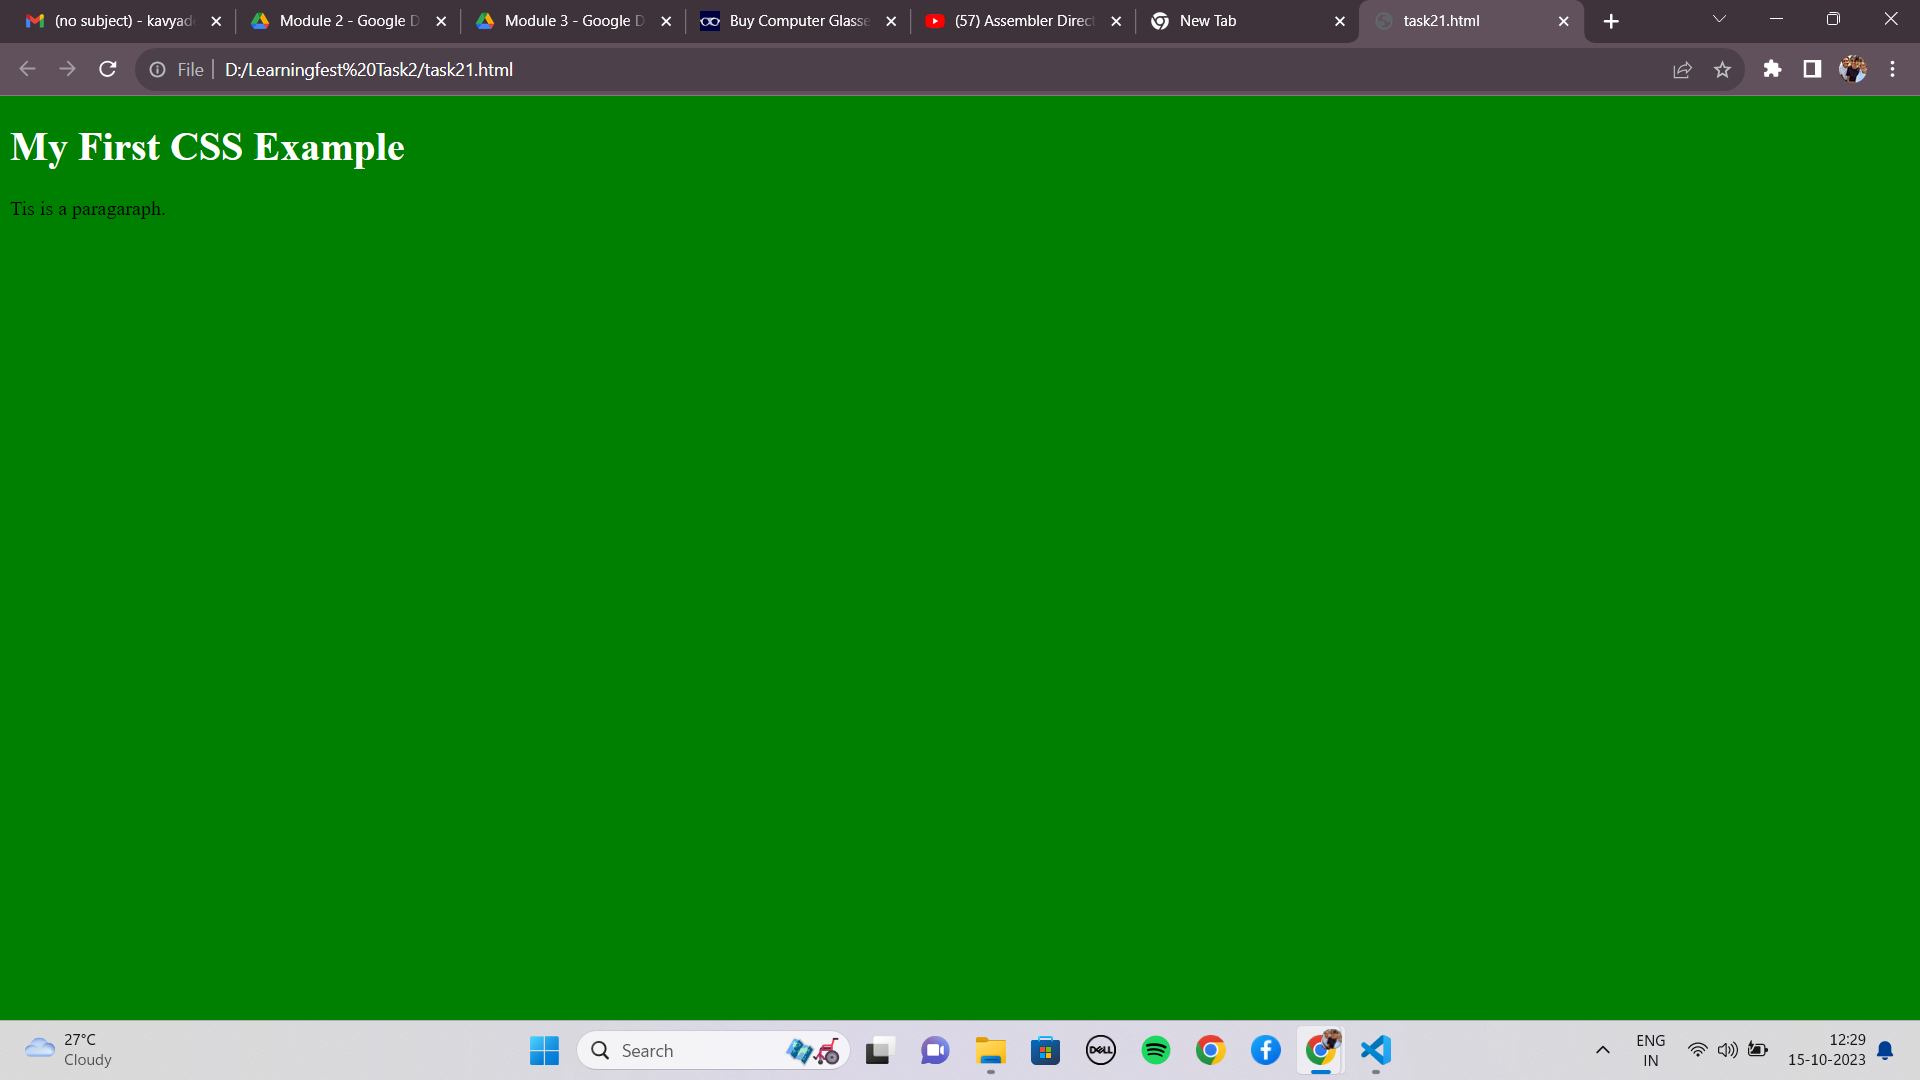 (no subject) - kavyad
Module 2 - Google D
Module 3 - Google D
Buy Computer Glasse
(57) Assembler Direct
New Tab
task21.html
File
D:/Learningfest%20Task2/task21.html
My First CSS Example
Tis is a paragaraph.
27°C
Cloudy
Search
DELL
ENG
IN
12:29
15-10-2023